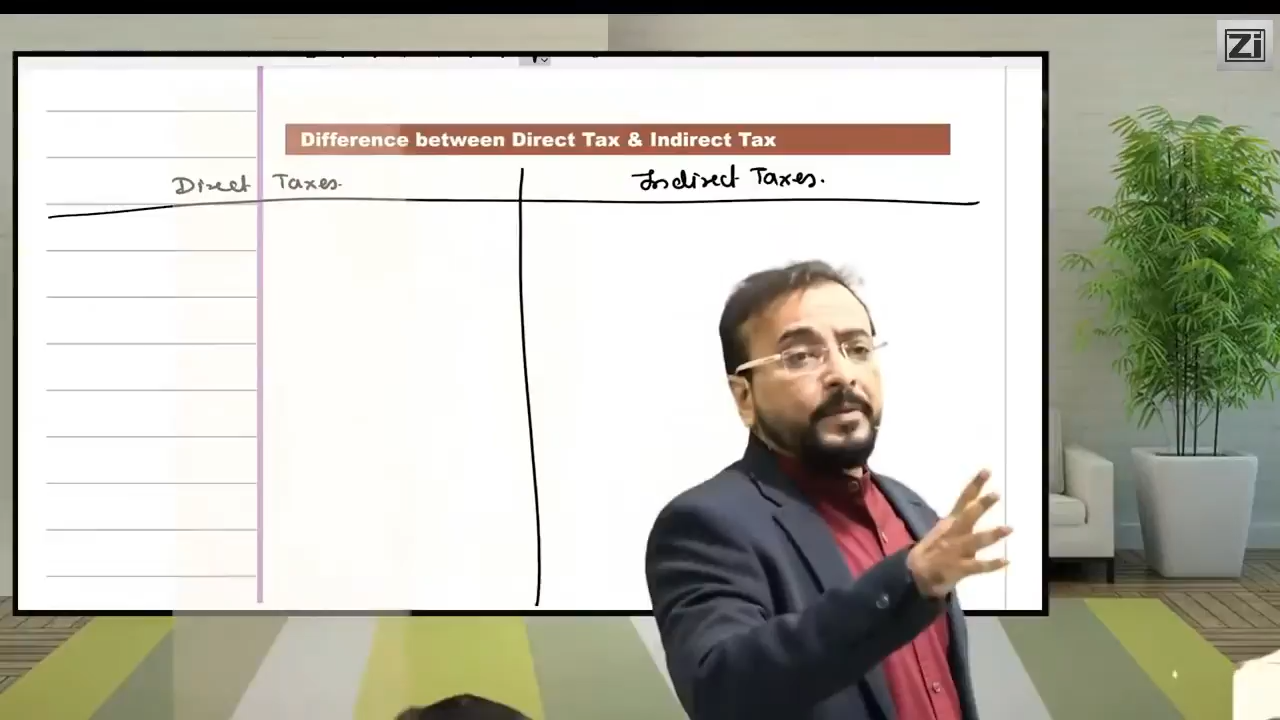 Zi
Difference between Direct Tax & Indirect Tax
Direct Taxes.
Indirect Taxes.